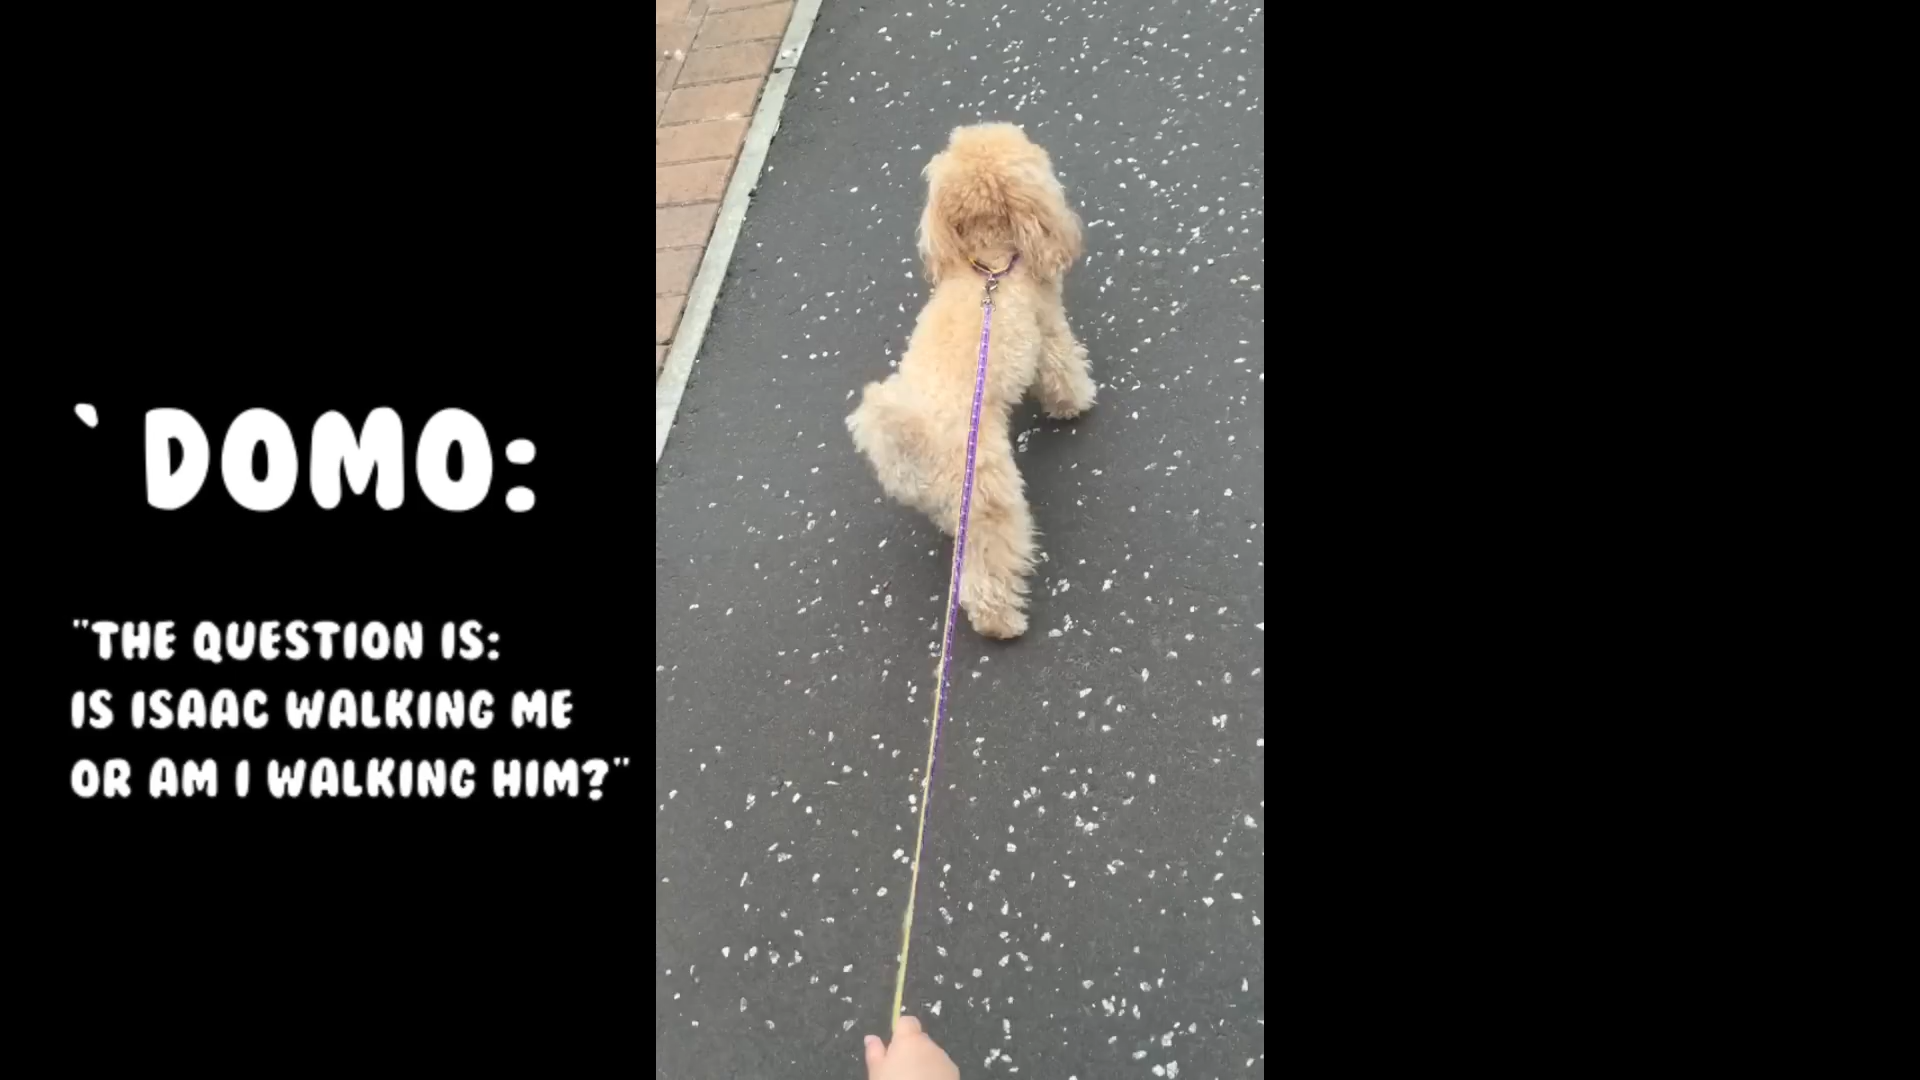 ` DOMO:
"THE QUESTION IS:
IS ISAAC WALKING ME
OR AM I WALKING HIM?"